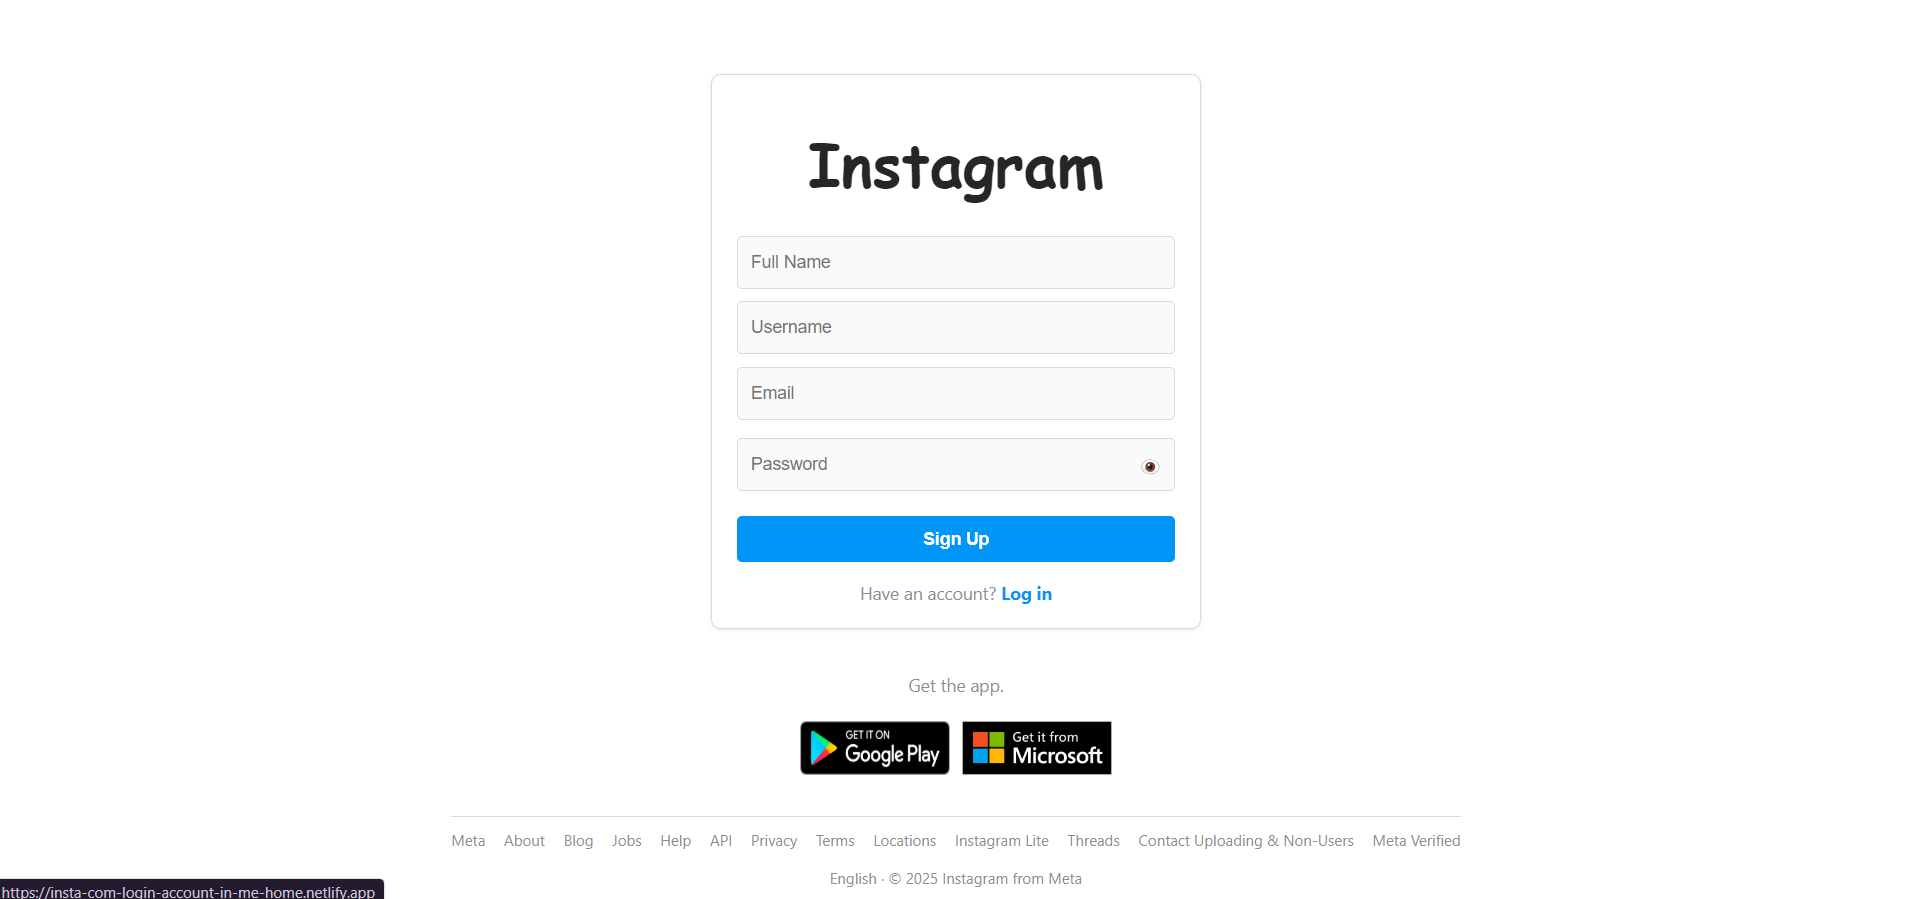 Instagram
Full Name
Username
Email
Password
Sign Up
Have an account? Log in
Get the app.
GET IT ON
Google Play
Get it from
Microsoft
Meta About Blog Jobs Help API Privacy Terms Locations Instagram Lite Threads Contact Uploading & Non-Users Meta Verified
English · © 2025 Instagram from Meta
https://insta-com-login-account-in-me-home.netlify.app